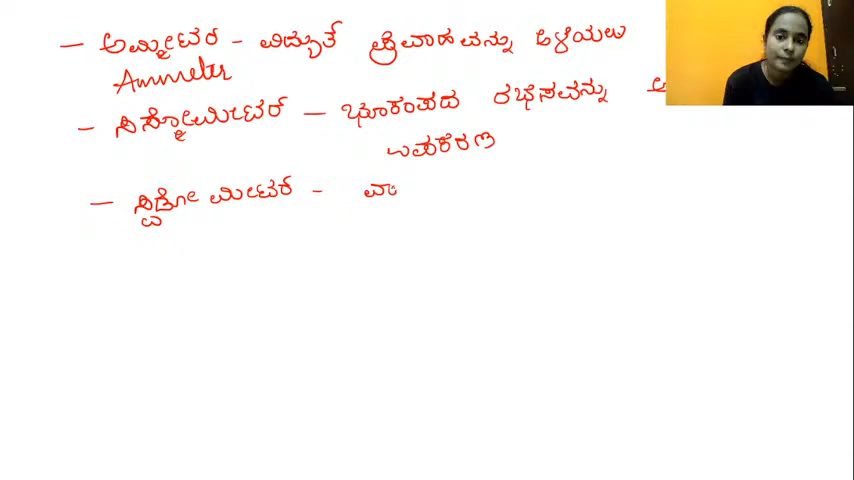 — ಅಮ್ಮೀಟರ - ವಿದ್ಯುತ್ ಪ್ರವಾಹವನ್ನು ಅಳೆಯಲು
Ammeter
— ಸಿಸ್ಮೋಮೀಟರ್ — ಭೂಕಂಪದ ರಭಸವನ್ನು ಅ
ಉಪಕರಣ
— ಸ್ಪಿಡೋ ಮೀಟರ್ - ವಾ